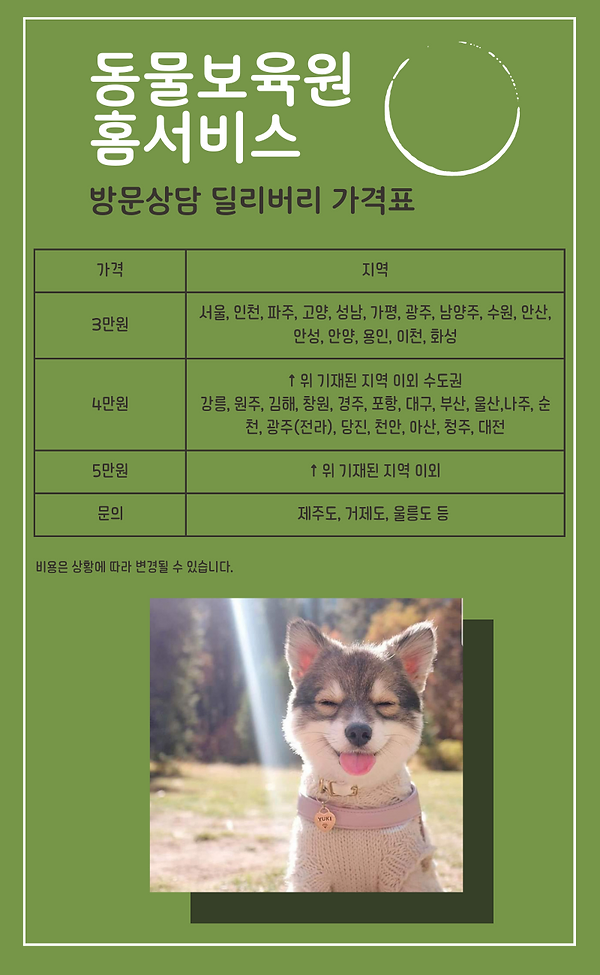 동물보육원
홈서비스
방문상담 딜리버리 가격표
가격 지역
3만원 서울, 인천, 파주, 고양, 성남, 가평, 광주, 남양주, 수원, 안산,
안성, 안양, 용인, 이천, 화성
↑ 위 기재된 지역 이외 수도권
4만원 강릉, 원주, 김해, 창원, 경주, 포항, 대구, 부산, 울산,나주, 순
천, 광주(전라), 당진, 천안, 아산, 청주, 대전
5만원 ↑ 위 기재된 지역 이외
문의 제주도, 거제도, 울릉도 등
비용은 상황에 따라 변경될 수 있습니다.
YUKI